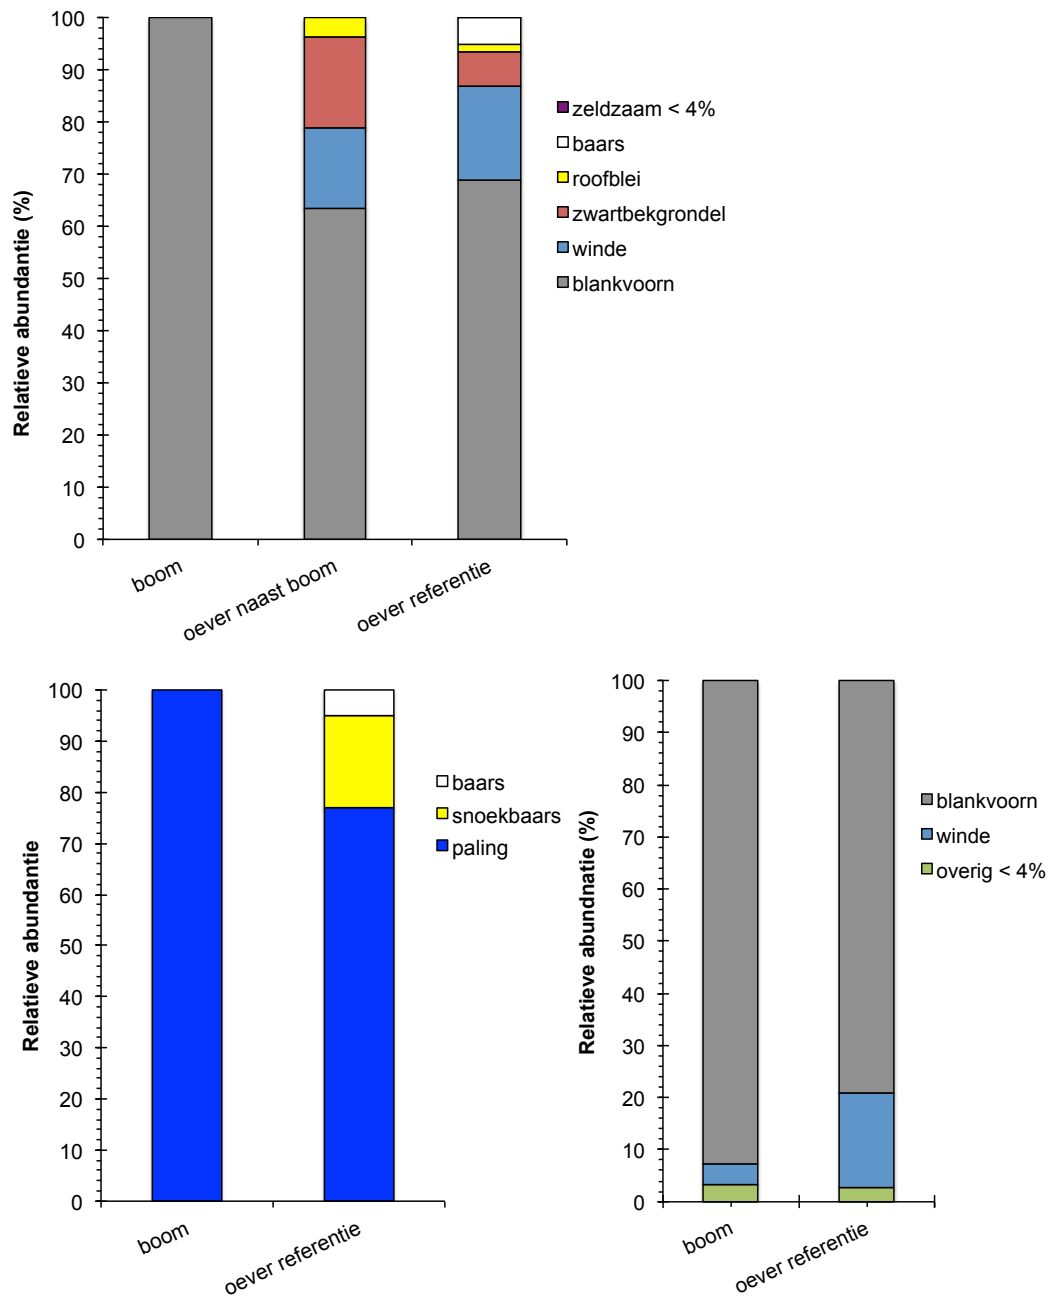 Relatieve abundantie (%)
100
90
80
70
60
50
40
30
20
10
0
boom
oever naast boom
oever referentie
zeldzaam < 4%
baars
roofblei
zwartbekgrondel
winde
blankvoorn
Relatieve abundantie
100
90
80
70
60
50
40
30
20
10
0
boom
oever referentie
baars
snoekbaars
paling
Relatieve abundnatie (%)
100
90
80
70
60
50
40
30
20
10
0
boom
oever referentie
blankvoorn
winde
overig < 4%